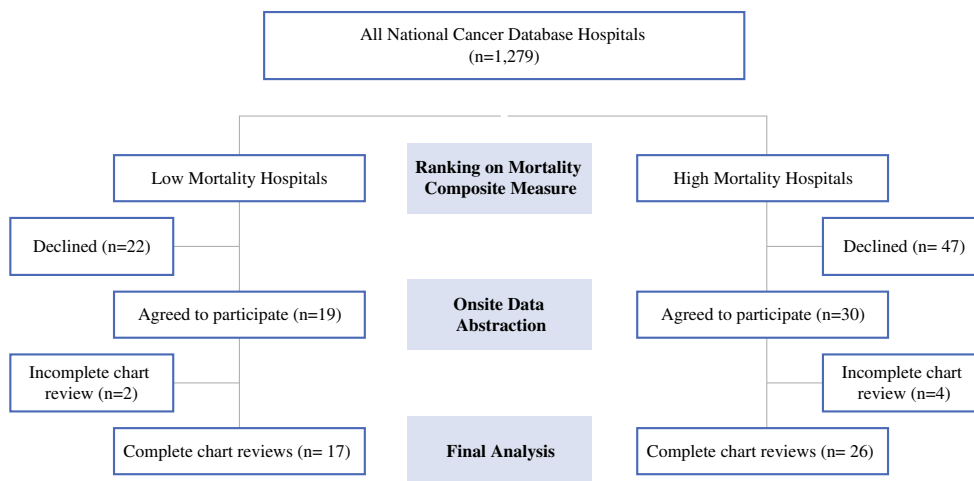 All National Cancer Database Hospitals
(n=1,279)
Low Mortality Hospitals
Ranking on Mortality
Composite Measure
High Mortality Hospitals
Declined (n=22)
Declined (n= 47)
Agreed to participate (n=19)
Onsite Data
Abstraction
Agreed to participate (n=30)
Incomplete chart
review (n=2)
Incomplete chart
review (n=4)
Complete chart reviews (n= 17)
Final Analysis
Complete chart reviews (n= 26)